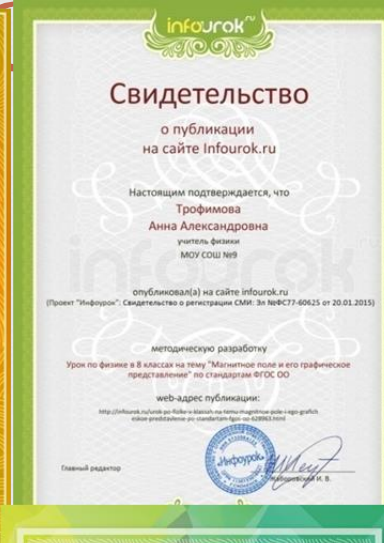 infourok™
Свидетельство
о публикации
на сайте Infourok.ru
Настоящим подтверждается, что
Трофимова
Анна Александровна
учитель физики
МОУ СОШ №9
опубликовал(а) на сайте infourok.ru
(Проект "Инфоурок": Свидетельство о регистрации СМИ: Эл №ФС77-60625 от 20.01.2015)
методическую разработку
Урок по физике в 8 классах на тему "Магнитное поле и его графическое
представление" по стандартам ФГОС ОО
web-адрес публикации:
Главный редактор
Инфоурок
Жаборовский И. В.